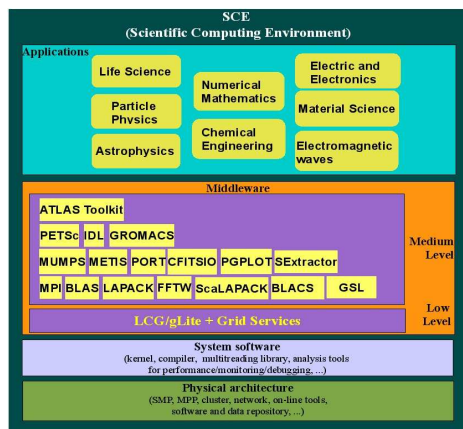 SCE
(Scientific Computing Environment)
Applications
Life Science
Numerical
Mathematics
Electric and
Electronics
Particle
Physics
Material Science
Chemical
Engineering
Astrophysics
Electromagnetic
waves
Middleware
ATLAS Toolkit
PETSc IDL GROMACS
MUMPS METIS PORT CFITSIO PGPLOT SExtractor
MPI BLAS LAPACK FFTW ScaLAPACK BLACS GSL
Medium
Level
LCG/gLite + Grid Services
Low
Level
System software
(kernel, compiler, multitreading library, analysis tools
for performance/monitoring/debugging, ...)
Physical architecture
(SMP, MPP, cluster, network, on-line tools,
software and data repository, ...)